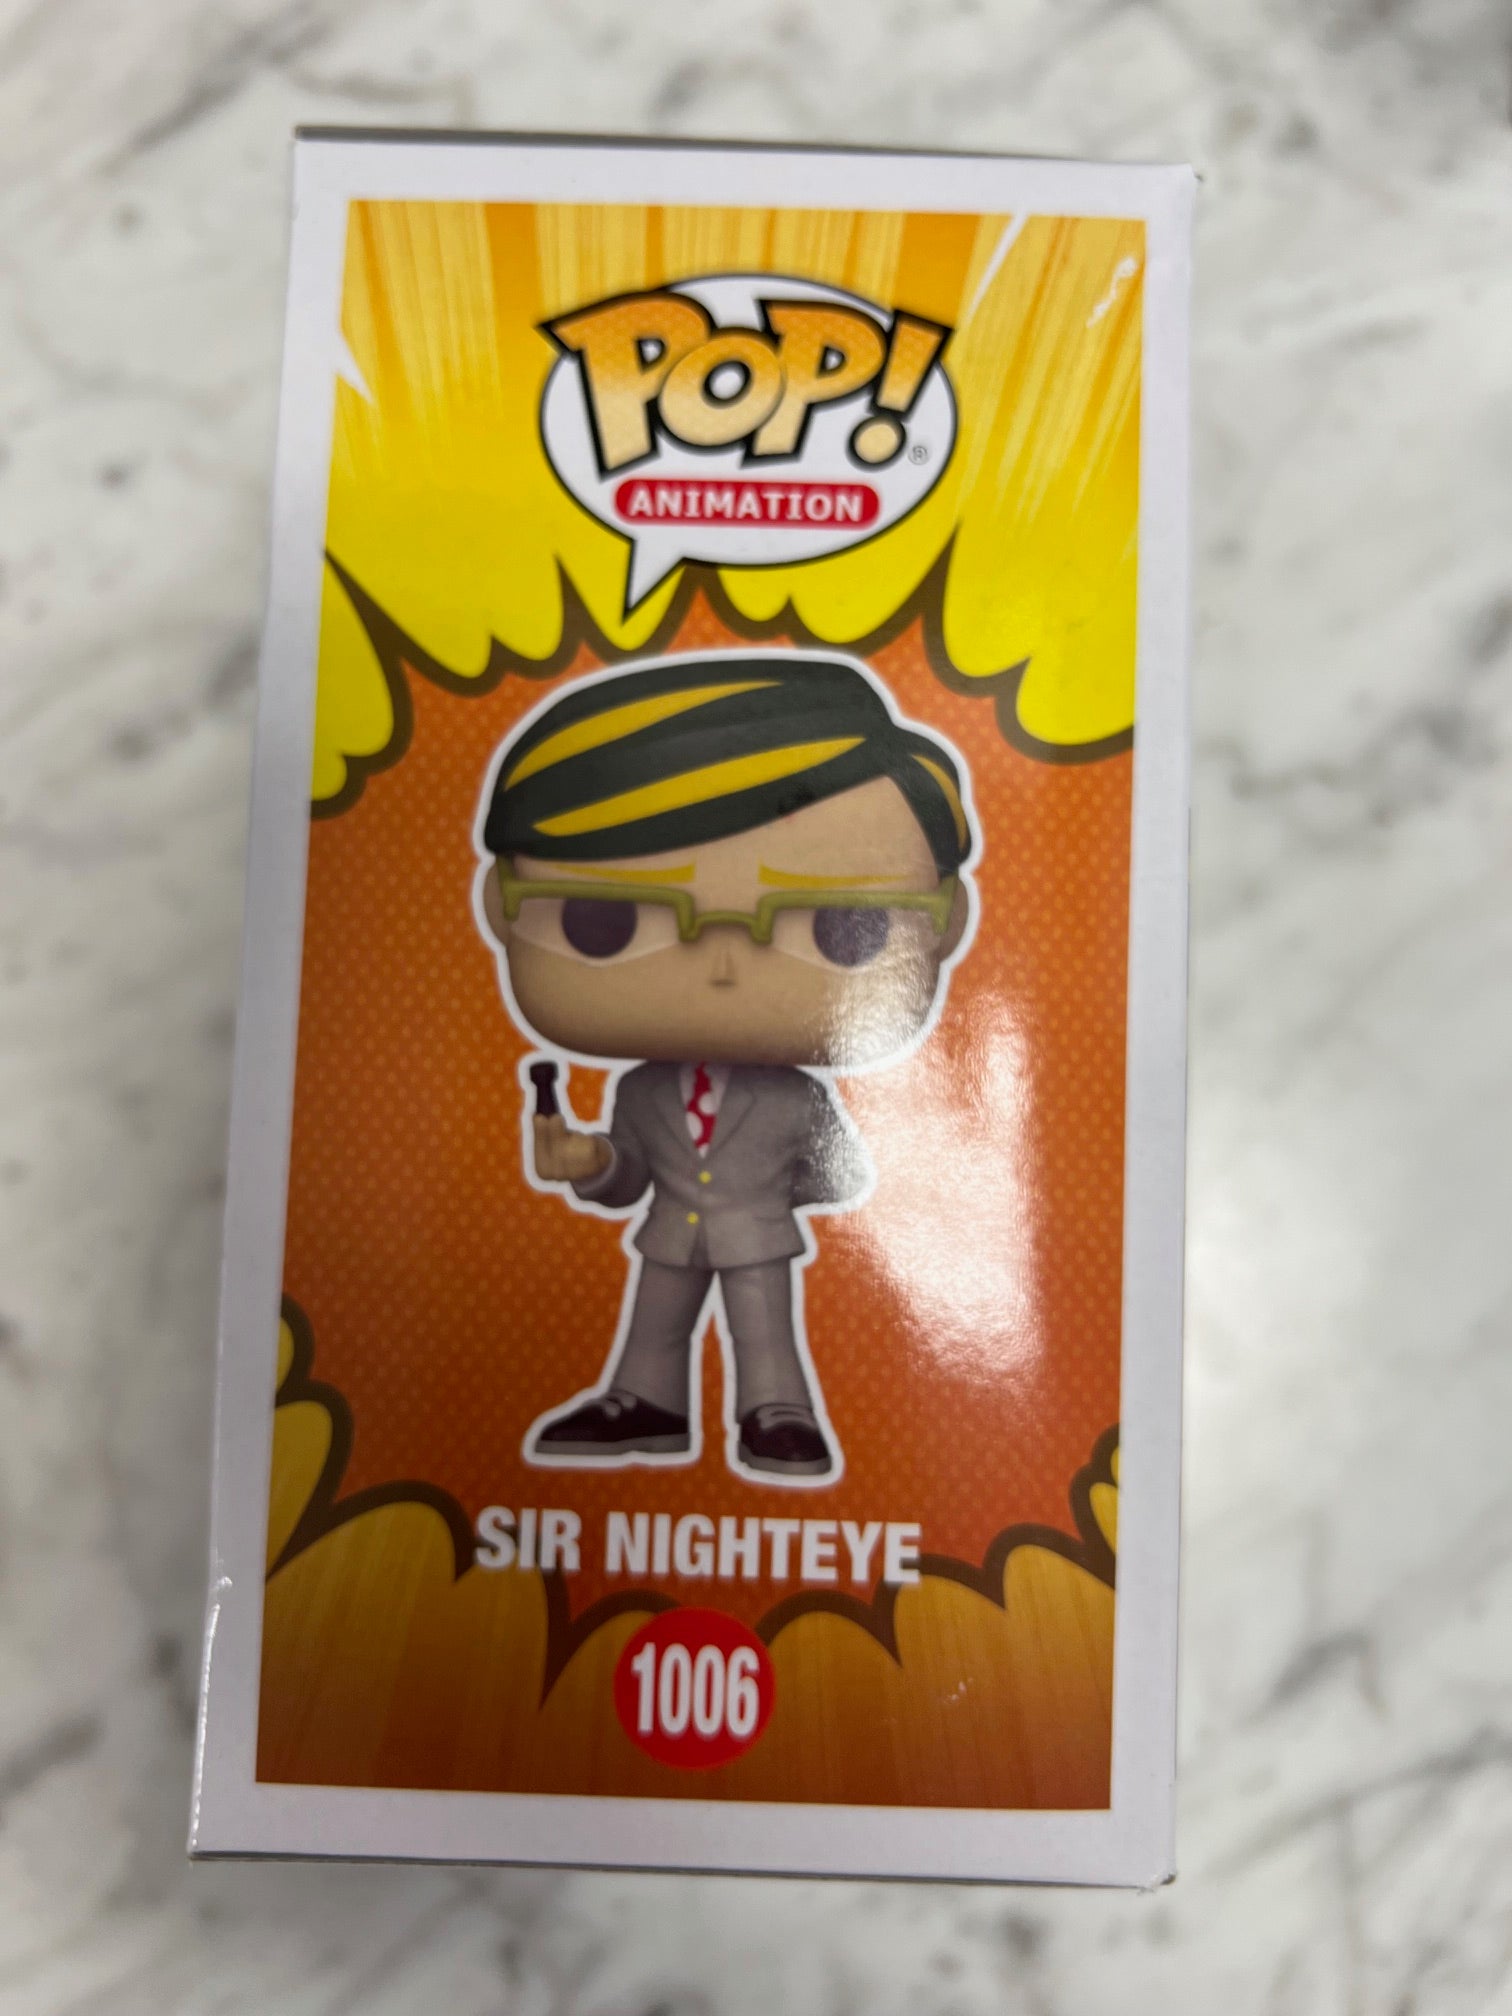 POP!®
ANIMATION
SIR NIGHTEYE
1006